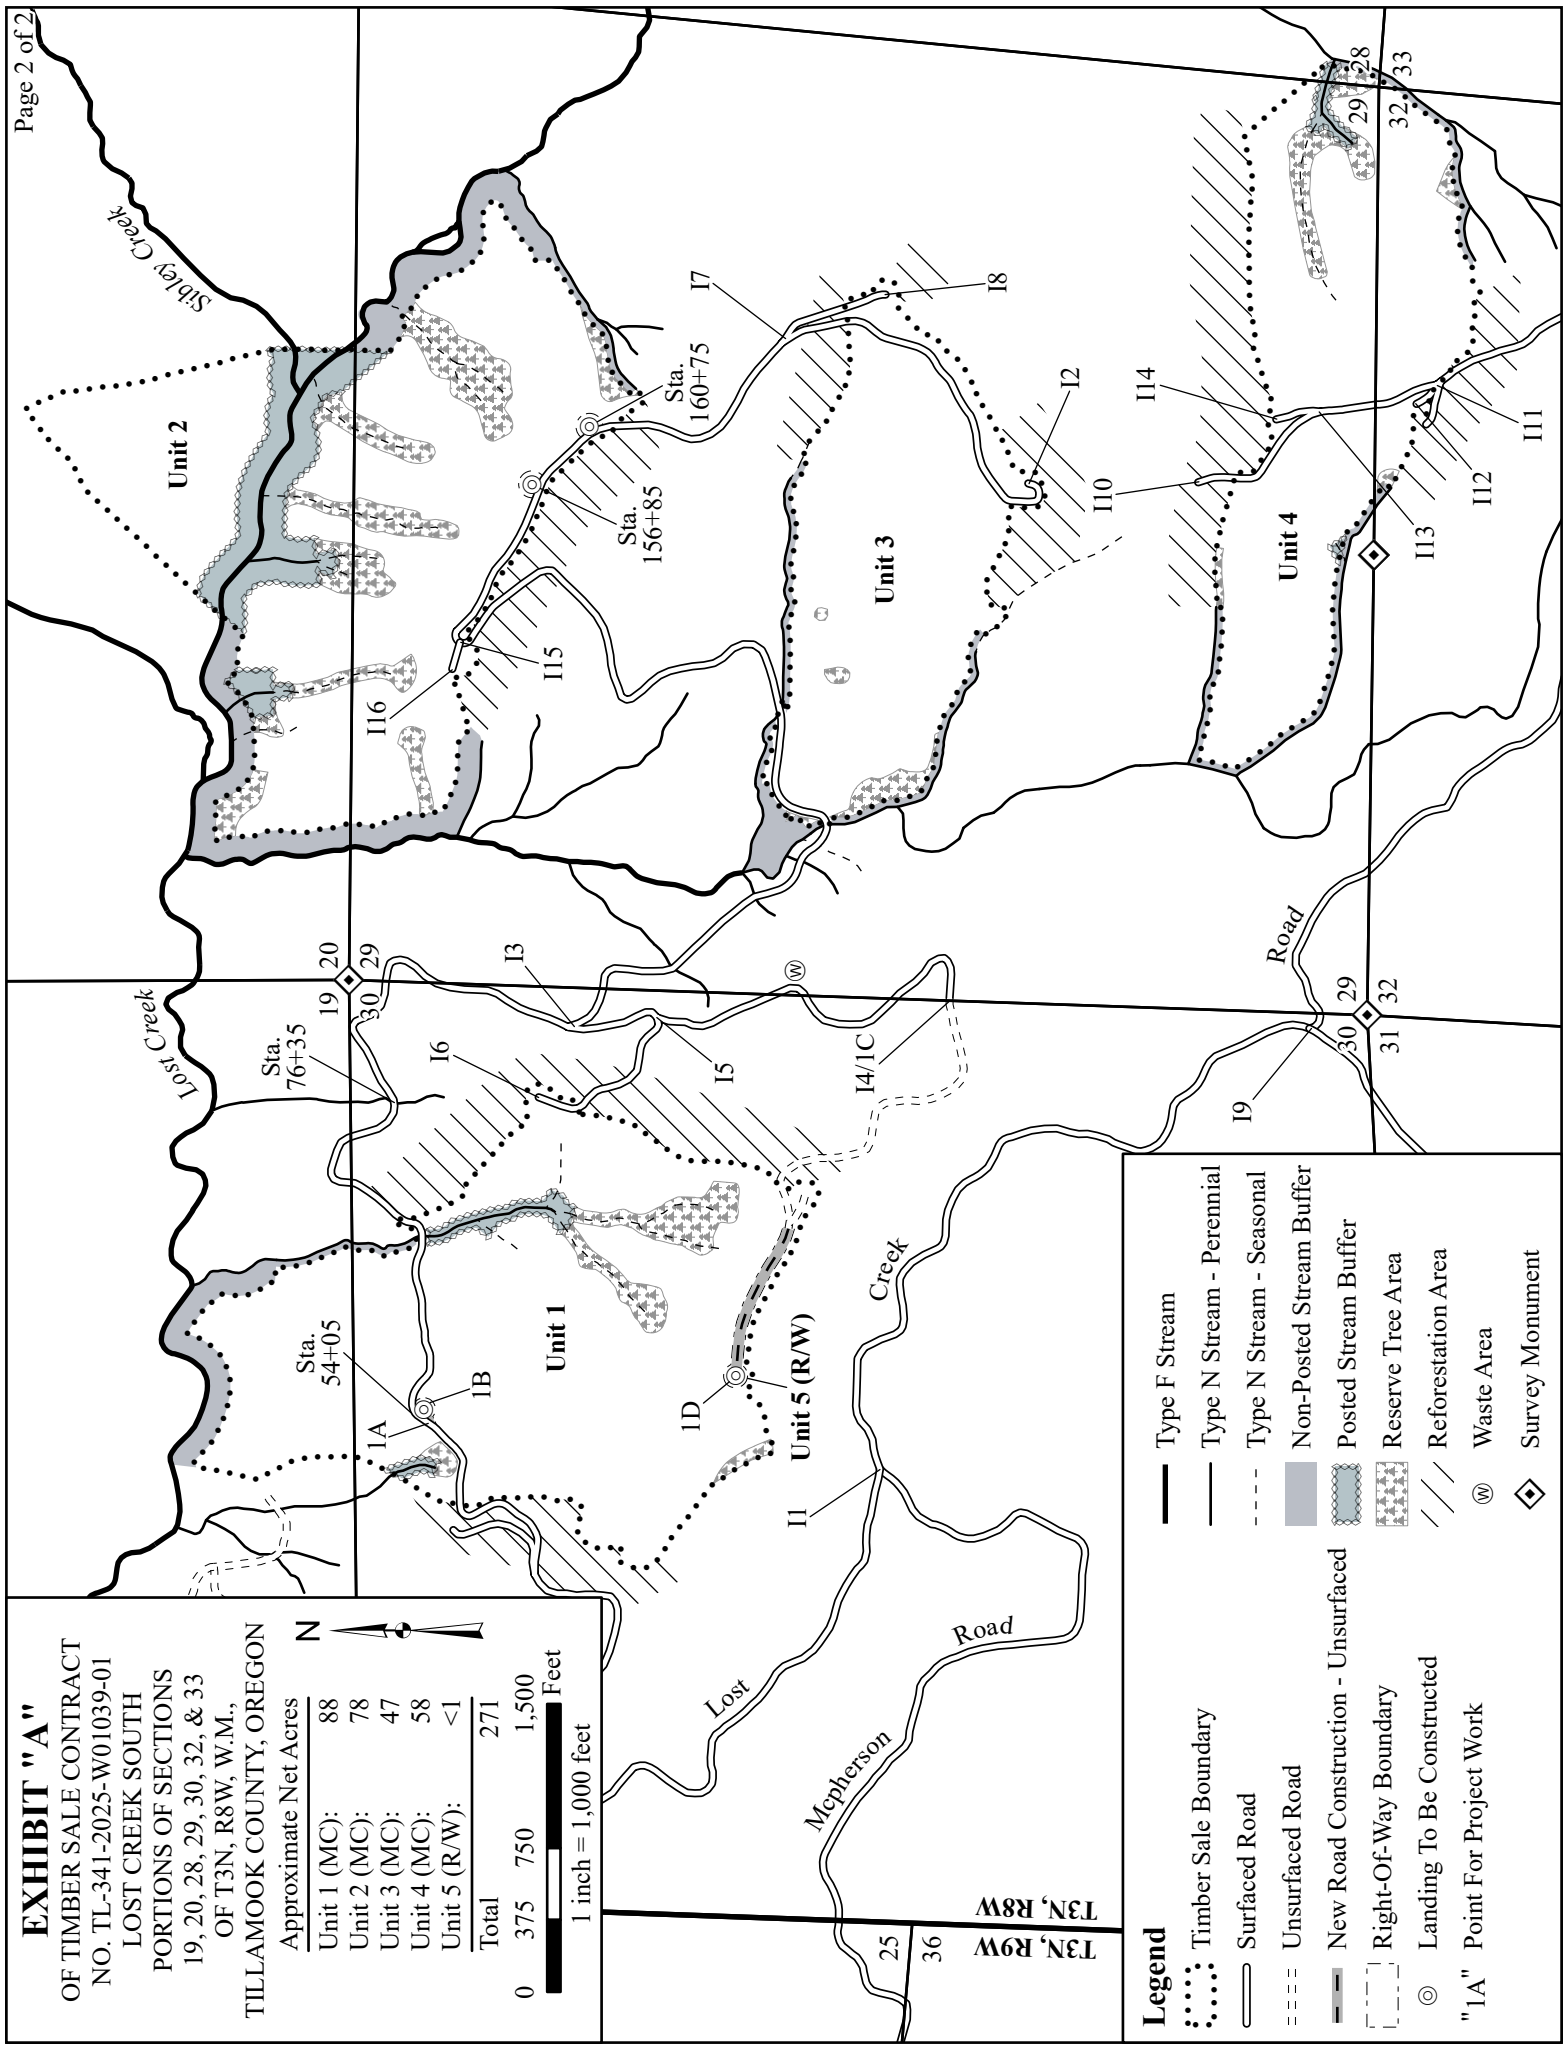 Page 2 of 2
EXHIBIT "A"
OF TIMBER SALE CONTRACT
NO. TL-341-2025-W01039-01
LOST CREEK SOUTH
PORTIONS OF SECTIONS
19, 20, 28, 29, 30, 32, & 33
OF T3N, R8W, W.M.,
TILLAMOOK COUNTY, OREGON
Approximate Net Acres
Unit 1 (MC): 88
Unit 2 (MC): 78
Unit 3 (MC): 47
Unit 4 (MC): 58
Unit 5 (R/W): <1
Total 271
N
0 375 750 1,500
Feet
1 inch = 1,000 feet
Lost Creek
Sibley Creek
19 20
30 29
Sta.
76+35
Sta.
54+05
1A
1B
Unit 1
1D
Unit 5 (R/W)
I6
I3
I5
I4/1C
W
Unit 2
I16
I15
Sta.
156+85
Sta.
160+75
I7
I8
Unit 3
I2
I10
I14
Unit 4
I13
I12
I11
29 28
32 33
I1
I9
Lost Creek Road
Mcpherson Road
30 29
31 32
25
36
T3N, R9W
T3N, R8W
Legend
Timber Sale Boundary
Surfaced Road
Unsurfaced Road
New Road Construction - Unsurfaced
Right-Of-Way Boundary
Landing To Be Constructed
"1A" Point For Project Work
Type F Stream
Type N Stream - Perennial
Type N Stream - Seasonal
Non-Posted Stream Buffer
Posted Stream Buffer
Reserve Tree Area
Reforestation Area
W Waste Area
Survey Monument